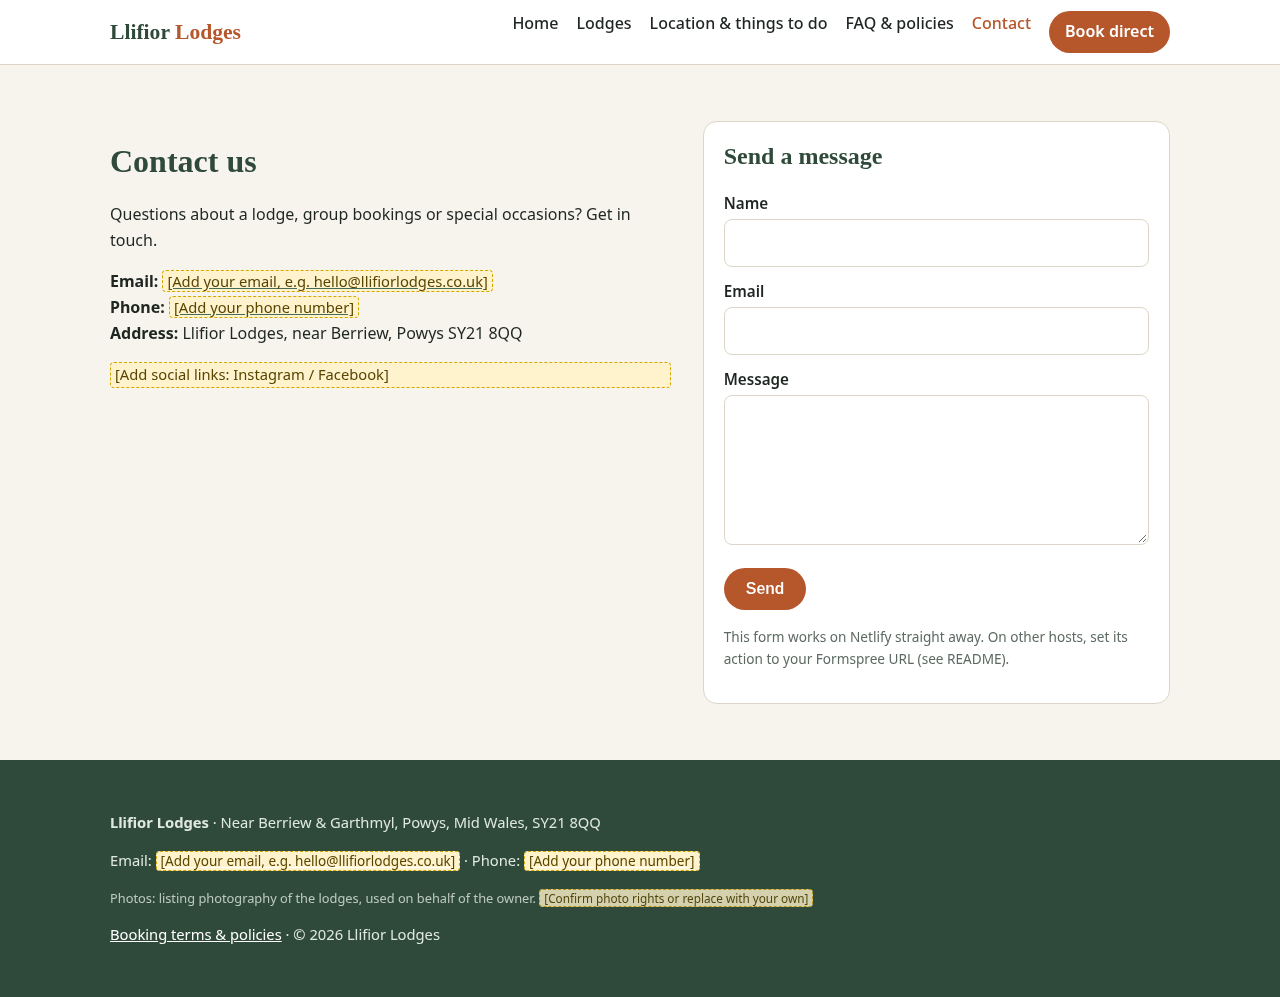 Llifior Lodges
Home
Lodges
Location & things to do
FAQ & policies
Contact
Book direct
Contact us
Questions about a lodge, group bookings or special occasions? Get in
touch.
Email: [Add your email, e.g. hello@llifiorlodges.co.uk]
Phone: [Add your phone number]
Address: Llifior Lodges, near Berriew, Powys SY21 8QQ
[Add social links: Instagram / Facebook]
Send a message
Name
Email
Message
Send
This form works on Netlify straight away. On other hosts, set its
action to your Formspree URL (see README).
Llifior Lodges · Near Berriew & Garthmyl, Powys, Mid Wales, SY21 8QQ
Email: [Add your email, e.g. hello@llifiorlodges.co.uk] · Phone: [Add your phone number]
Photos: listing photography of the lodges, used on behalf of the owner. [Confirm photo rights or replace with your own]
Booking terms & policies · © 2026 Llifior Lodges